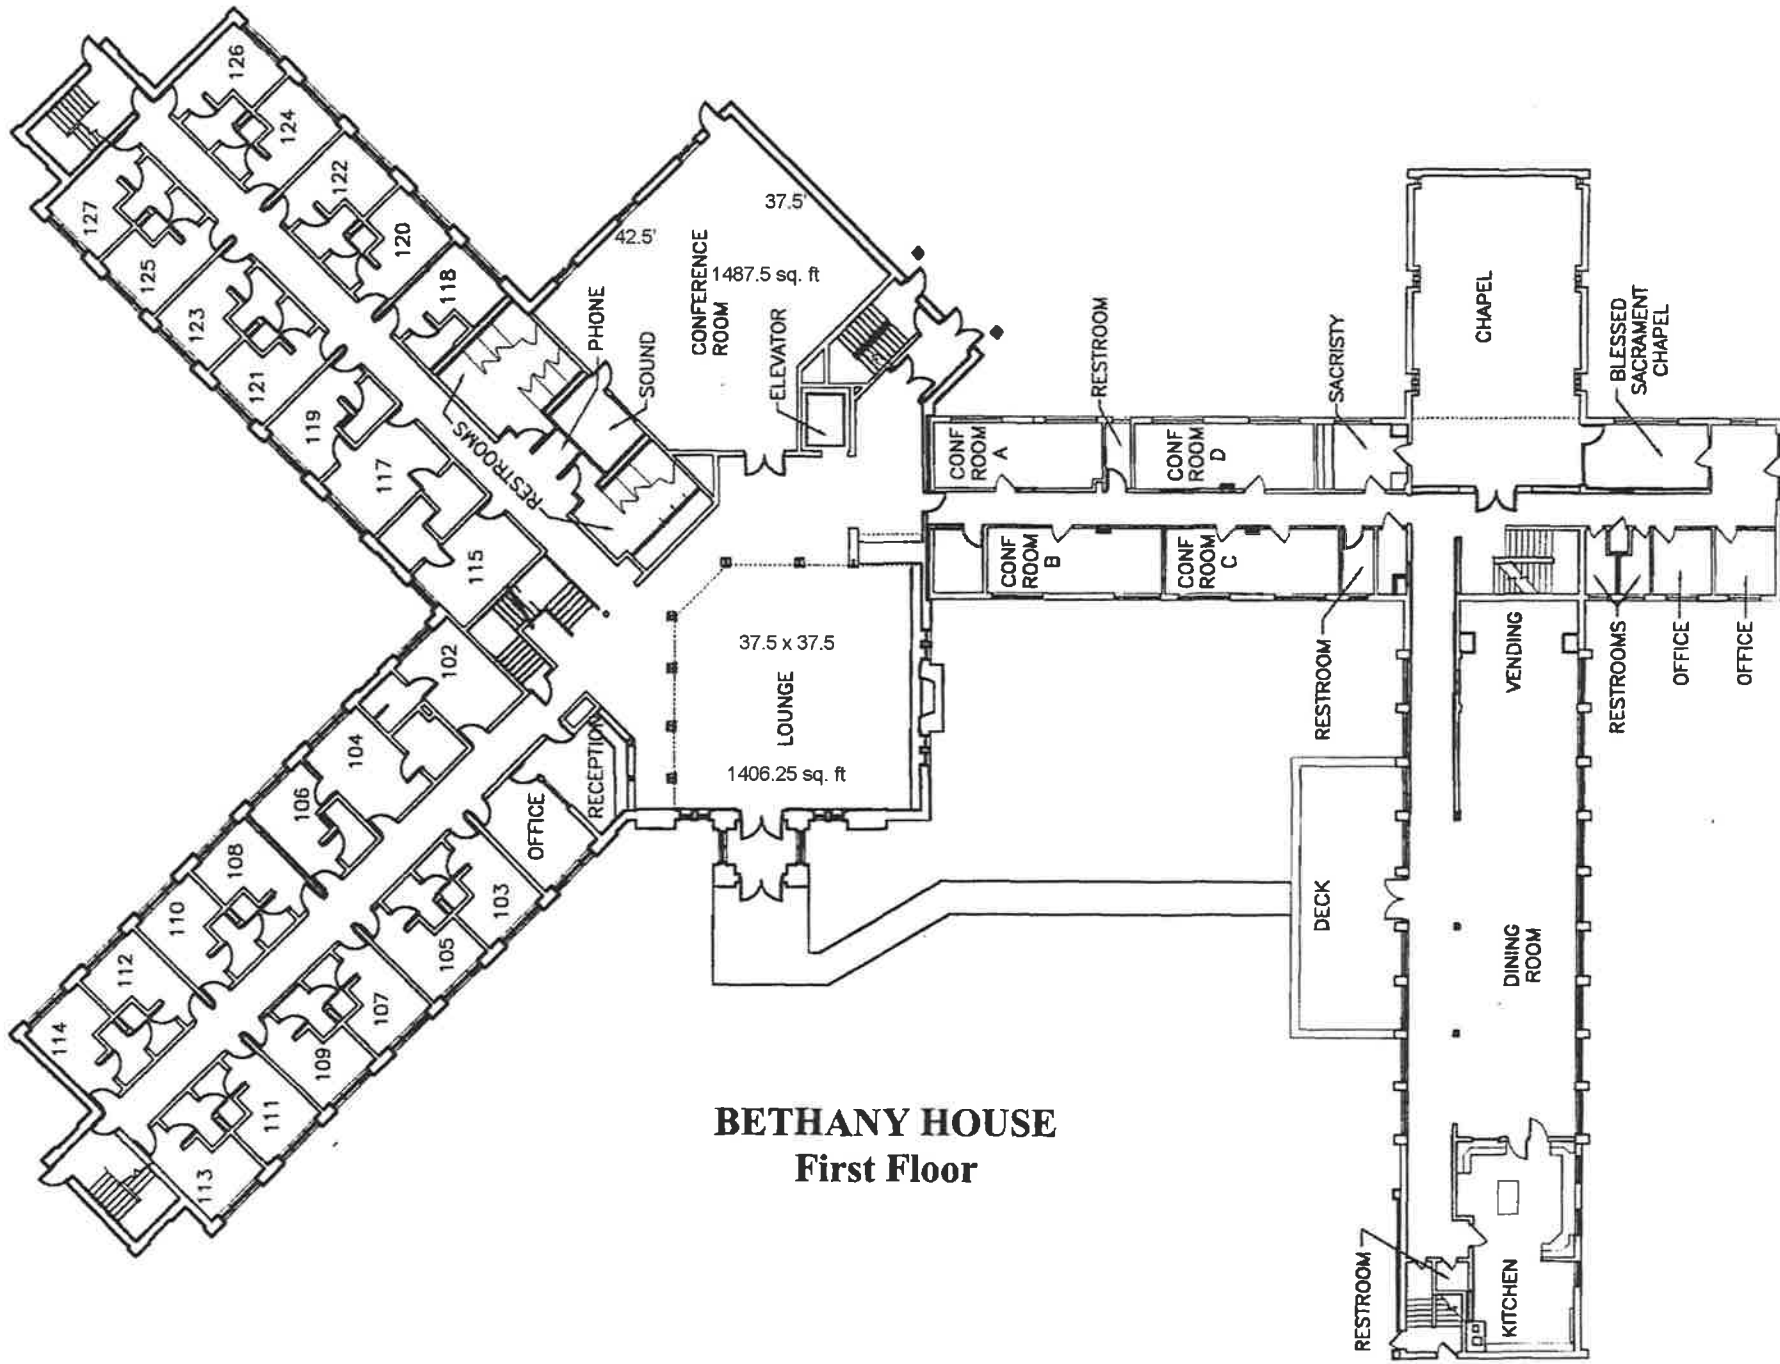 126
124
122
120
118
127
125
123
121
119
117
115
RESTROOMS
RESTROOMS
PHONE
SOUND
ELEVATOR
42.5'
37.5'
CONFERENCE
ROOM
1487.5 sq. ft
102
104
106
108
110
112
114
103
105
107
109
111
113
OFFICE
RECEPTION
37.5 x 37.5
LOUNGE
1406.25 sq. ft
CONF
ROOM
A
RESTROOM
CONF
ROOM
D
SACRISTY
CHAPEL
BLESSED
SACRAMENT
CHAPEL
CONF
ROOM
B
CONF
ROOM
C
RESTROOM
VENDING
RESTROOMS
OFFICE
OFFICE
DECK
DINING
ROOM
RESTROOM
KITCHEN
BETHANY HOUSE
First Floor